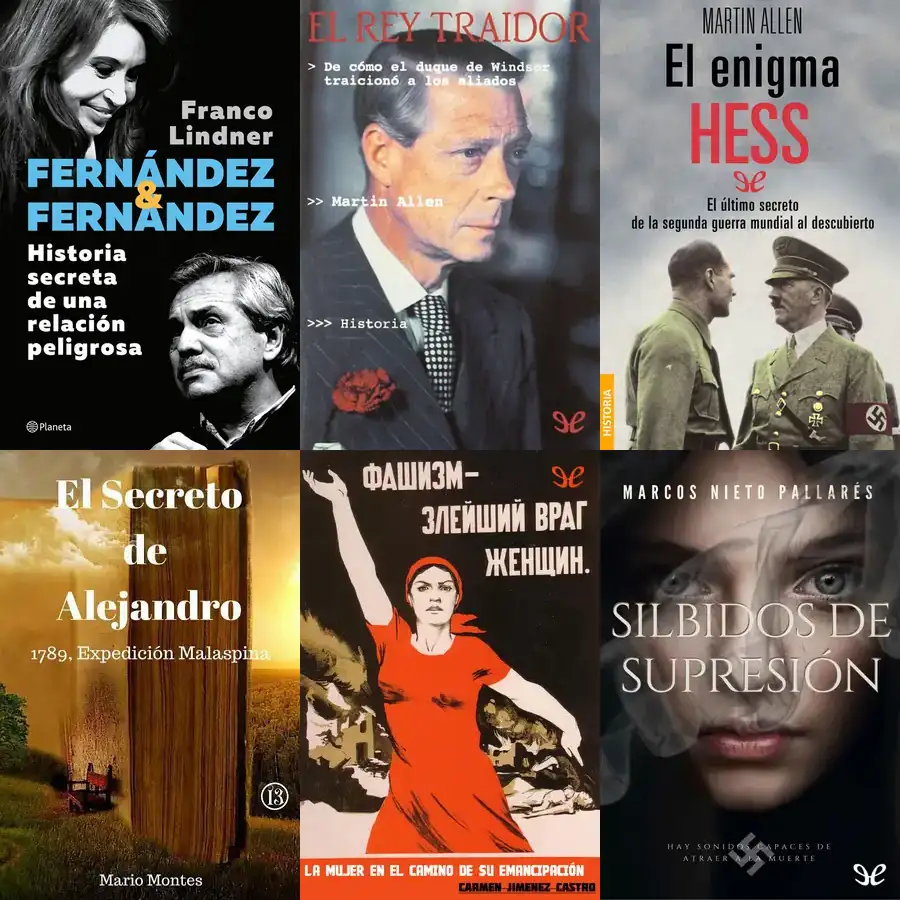 Franco
Lindner
FERNÁNDEZ
&
FERNÁNDEZ
Historia
secreta
de una
relación
peligrosa
Planeta
EL REY TRAIDOR
> De cómo el duque de Windsor
traicionó a los aliados
>> Martin Allen
>>> Historia
MARTIN ALLEN
El enigma
HESS
El último secreto
de la segunda guerra mundial al descubierto
HISTORIA
El Secreto
de
Alejandro
1789, Expedición Malaspina
13
Mario Montes
ФАШИЗМ–
ЗЛЕЙШИЙ ВРАГ
ЖЕНЩИН.
LA MUJER EN EL CAMINO DE SU EMANCIPACIÓN
CARMEN JIMENEZ CASTRO
MARCOS NIETO PALLARÉS
SILBIDOS DE
SUPRESIÓN
HAY SONIDOS CAPACES DE
ATRAER A LA MUERTE